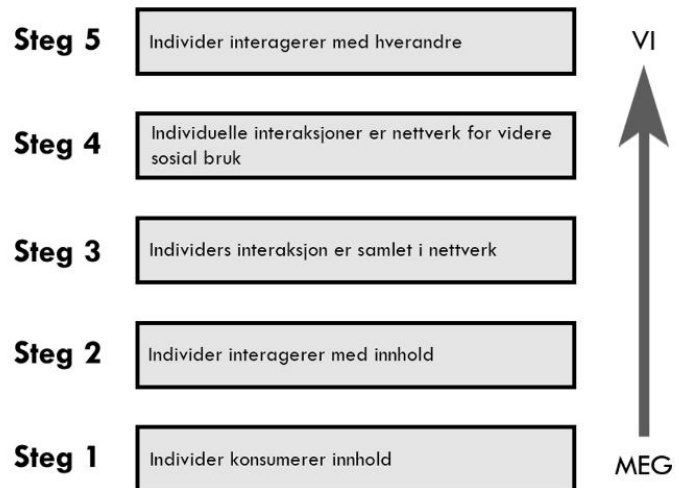 Steg 5
Individer interagerer med hverandre
VI
Steg 4
Individuelle interaksjoner er nettverk for videre
sosial bruk
Steg 3
Individers interaksjon er samlet i nettverk
Steg 2
Individer interagerer med innhold
Steg 1
Individer konsumerer innhold
MEG